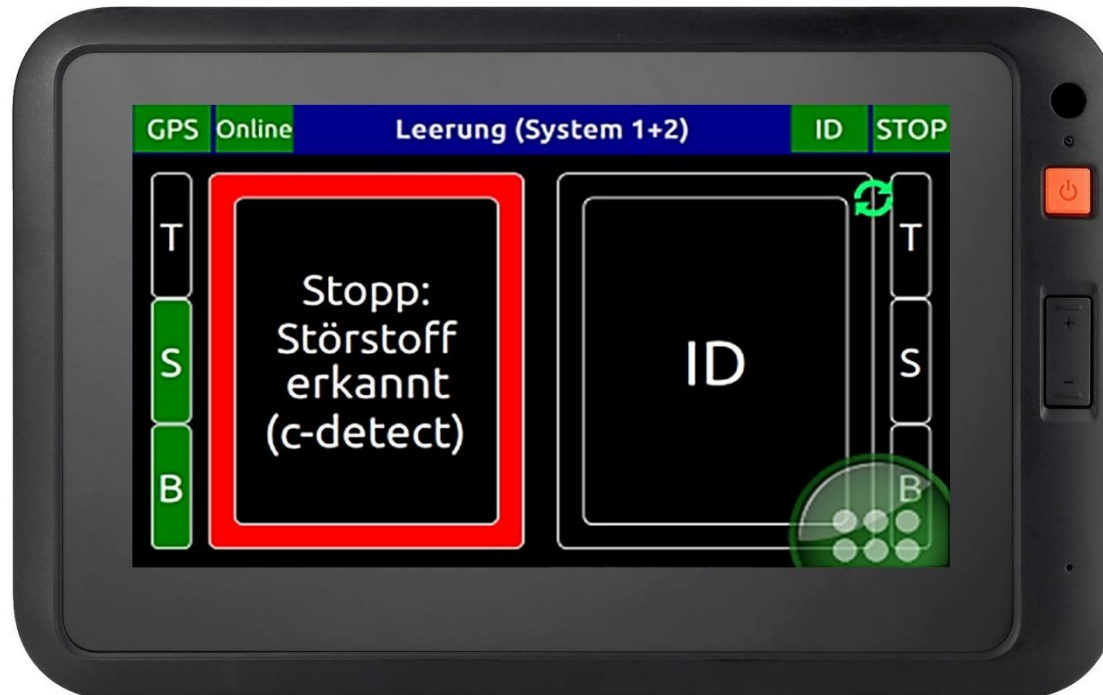 GPS Online Leerung (System 1+2) ID STOP
T
S
B
Stopp:
Störstoff
erkannt
(c-detect)
ID
T
S
B
+
-